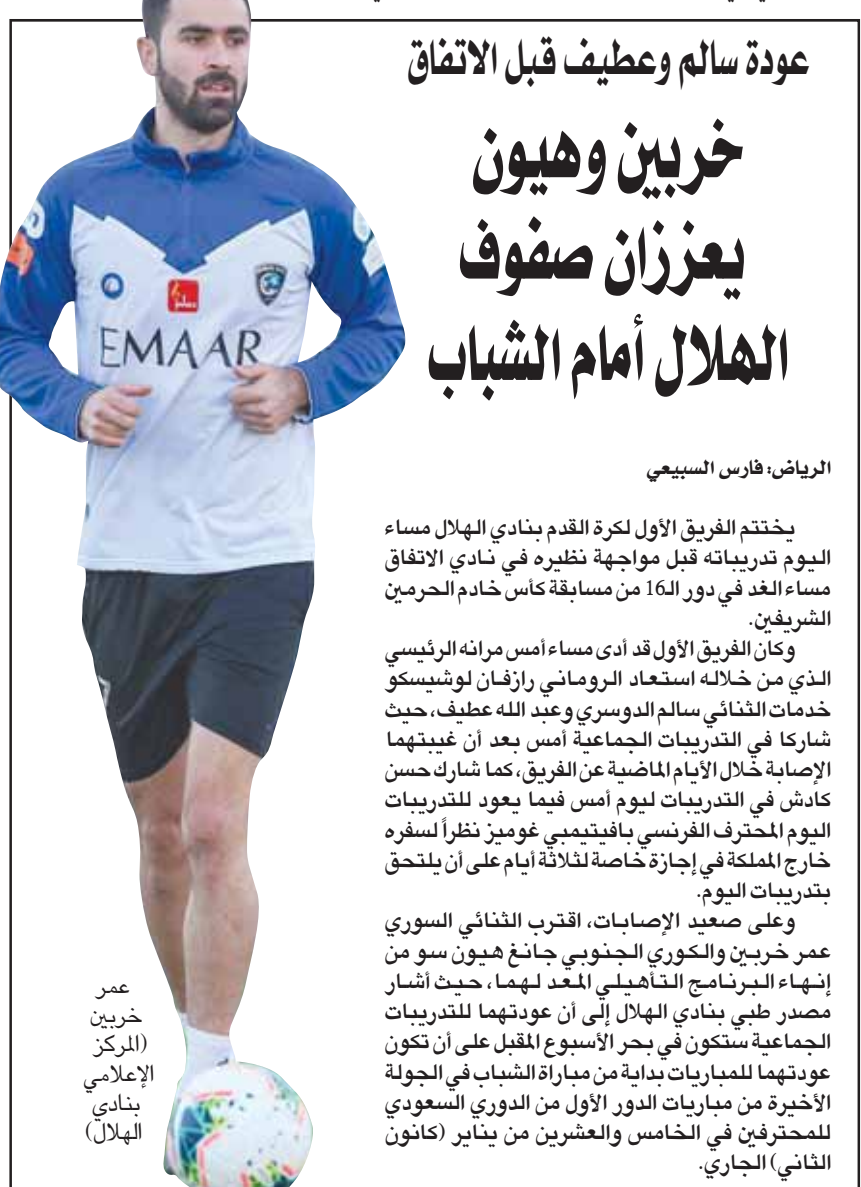 عودة سالم وعطيف قبل الاتفاق
خربين وهيون
يعززان صفوف
الهلال أمام الشباب
الرياض: فارس السبيعي
يختتم الفريق الأول لكرة القدم بنادي الهلال مساء
اليوم تدريباته قبل مواجهة نظيره في نادي الاتفاق
مساء الغد في دور الـ16 من مسابقة كأس خادم الحرمين
الشريفين.
وكان الفريق الأول قد أدى مساء أمس مرانه الرئيسي
الذي من خلاله استعاد الروماني رازفان لوشيسكو
خدمات الثنائي سالم الدوسري وعبد الله عطيف، حيث
شاركا في التدريبات الجماعية أمس بعد أن غيبتهما
الإصابة خلال الأيام الماضية عن الفريق، كما شارك حسن
كادش في التدريبات ليوم أمس فيما يعود للتدريبات
اليوم المحترف الفرنسي بافيتيمبي غوميز نظراً لسفره
خارج المملكة في إجازة خاصة لثلاثة أيام على أن يلتحق
بتدريبات اليوم.
وعلى صعيد الإصابات، اقترب الثنائي السوري
عمر خربين والكوري الجنوبي جانغ هيون سو من
إنهاء البرنامج التأهيلي المعد لهما، حيث أشار
مصدر طبي بنادي الهلال إلى أن عودتهما للتدريبات
الجماعية ستكون في بحر الأسبوع المقبل على أن تكون
عودتهما للمباريات بداية من مباراة الشباب في الجولة
الأخيرة من مباريات الدور الأول من الدوري السعودي
للمحترفين في الخامس والعشرين من يناير (كانون
الثاني) الجاري.
عمر
خربين
(المركز
الإعلامي
بنادي
الهلال)
EMAAR